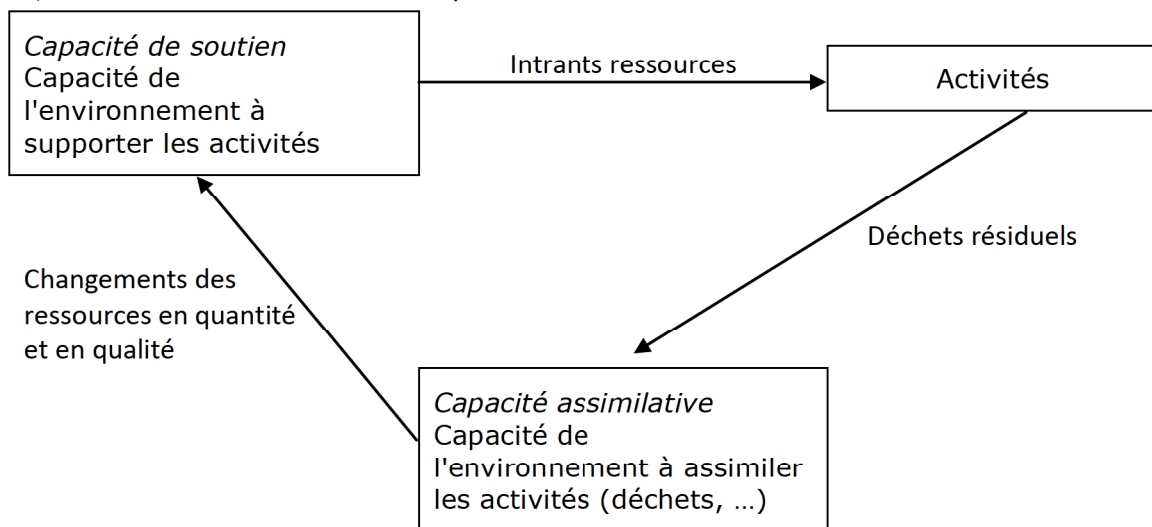 Capacité de soutien
Capacité de
l'environnement à
supporter les activités
Intrants ressources
Activités
Déchets résiduels
Changements des
ressources en quantité
et en qualité
Capacité assimilative
Capacité de
l'environnement à assimiler
les activités (déchets, ...)